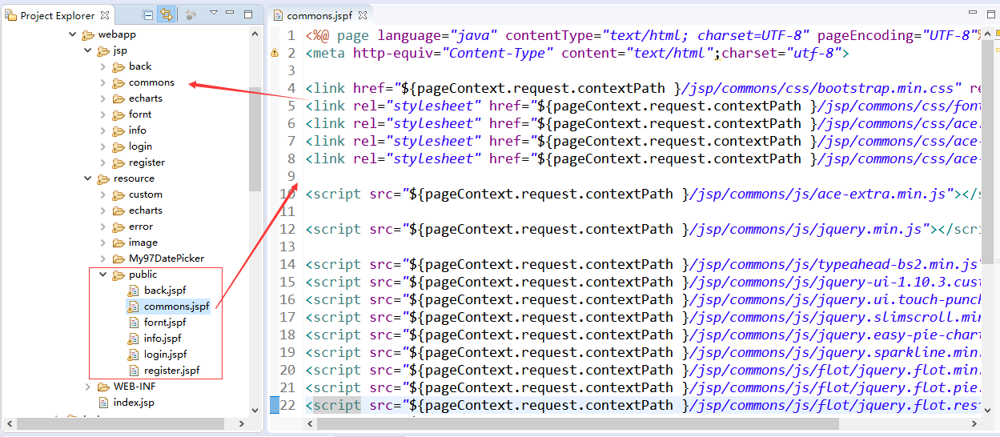 Project Explorer
webapp
jsp
back
commons
echarts
fornt
info
login
register
resource
custom
echarts
error
image
My97DatePicker
public
back.jspf
commons.jspf
fornt.jspf
info.jspf
login.jspf
register.jspf
WEB-INF
index.jsp
commons.jspf
1 <%@ page language="java" contentType="text/html; charset=UTF-8" pageEncoding="UTF-8"%
2 <meta http-equiv="Content-Type" content="text/html";charset="utf-8">
3
4 <link href="${pageContext.request.contextPath }/jsp/commons/css/bootstrap.min.css" re
5 <link rel="stylesheet" href="${pageContext.request.contextPath }/jsp/commons/css/font
6 <link rel="stylesheet" href="${pageContext.request.contextPath }/jsp/commons/css/ace.
7 <link rel="stylesheet" href="${pageContext.request.contextPath }/jsp/commons/css/ace-
8 <link rel="stylesheet" href="${pageContext.request.contextPath }/jsp/commons/css/ace-
9
10 <script src="${pageContext.request.contextPath }/jsp/commons/js/ace-extra.min.js"></s
11
12 <script src="${pageContext.request.contextPath }/jsp/commons/js/jquery.min.js"></scri
13
14 <script src="${pageContext.request.contextPath }/jsp/commons/js/typeahead-bs2.min.js"
15 <script src="${pageContext.request.contextPath }/jsp/commons/js/jquery-ui-1.10.3.cust
16 <script src="${pageContext.request.contextPath }/jsp/commons/js/jquery.ui.touch-punch
17 <script src="${pageContext.request.contextPath }/jsp/commons/js/jquery.slimscroll.min
18 <script src="${pageContext.request.contextPath }/jsp/commons/js/jquery.easy-pie-chart
19 <script src="${pageContext.request.contextPath }/jsp/commons/js/jquery.sparkline.min.
20 <script src="${pageContext.request.contextPath }/jsp/commons/js/flot/jquery.flot.min.
21 <script src="${pageContext.request.contextPath }/jsp/commons/js/flot/jquery.flot.pie.
22 <script src="${pageContext.request.contextPath }/jsp/commons/js/flot/jquery.flot.res